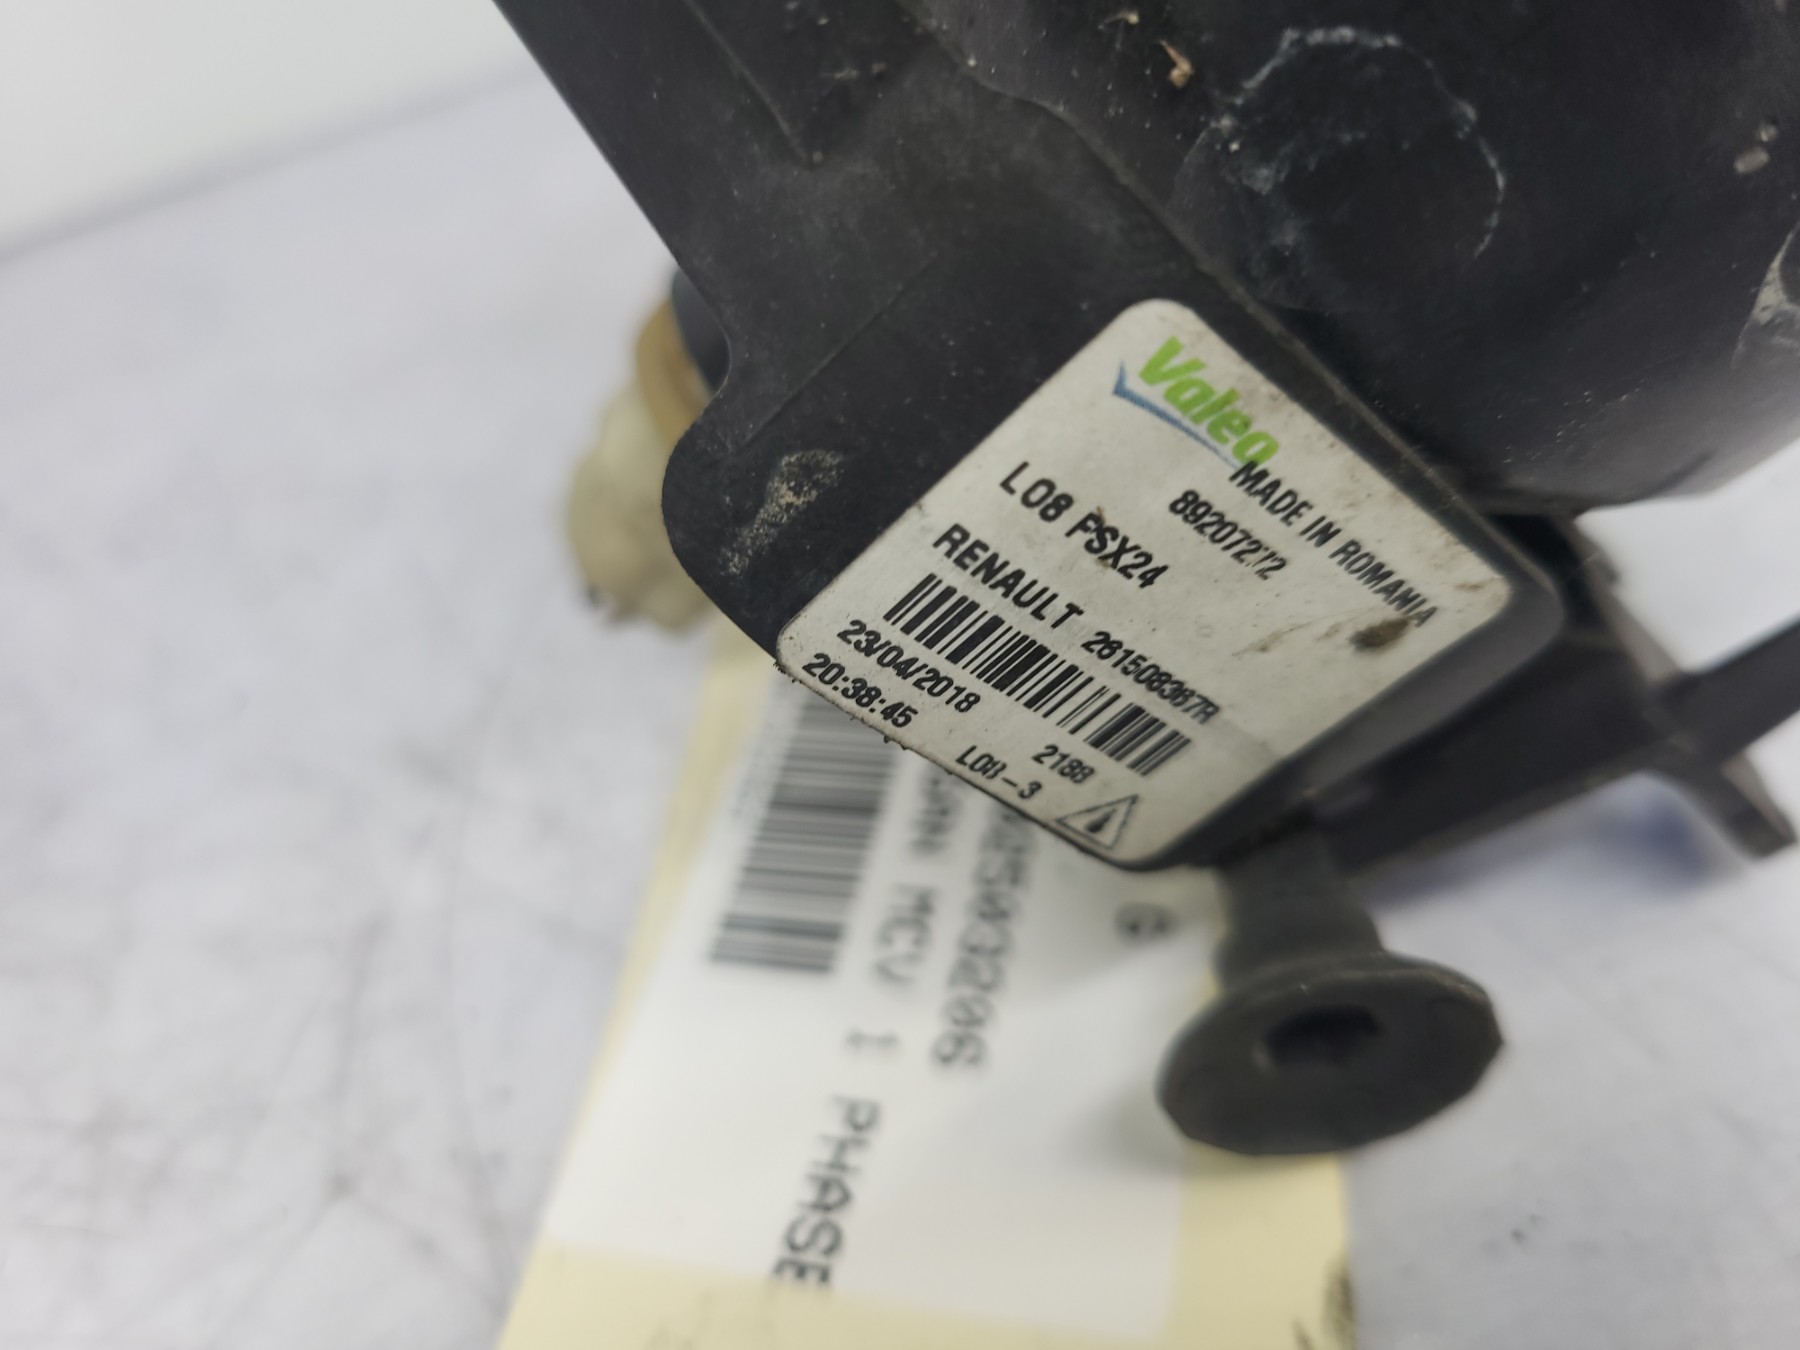 Valeo
MADE IN ROMANIA
89207272
L08 PSX24
RENAULT 261508367R
23/04/2018
20:38:45
2188
L08-3
MCV I PHASE